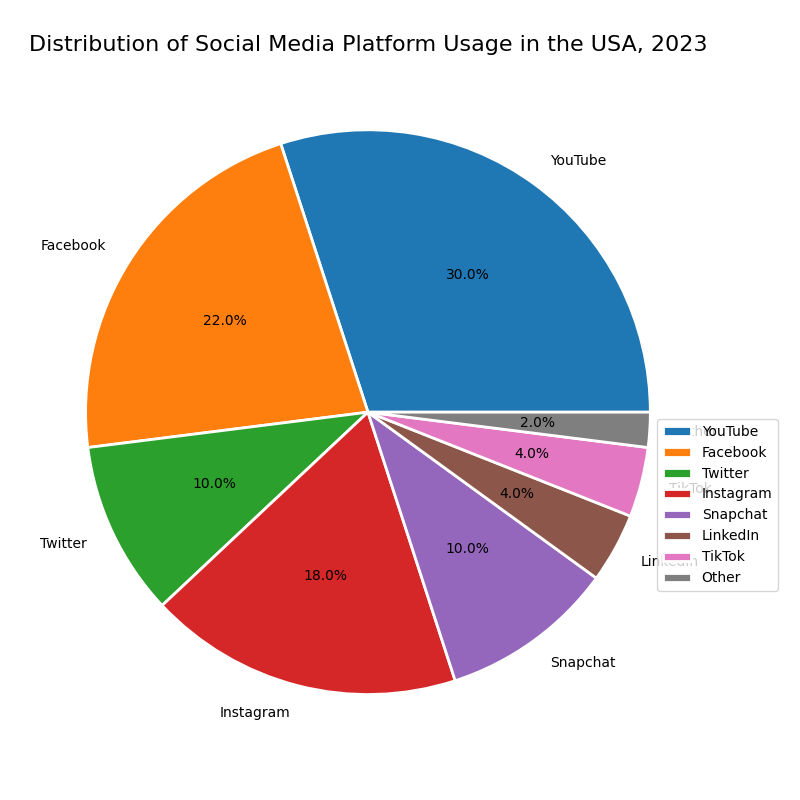 Distribution of Social Media Platform Usage in the USA, 2023
YouTube
Facebook
30.0%
22.0%
2.0%
4.0%
10.0%
4.0%
Twitter
18.0%
10.0%
LinkedIn
TikTok
Snapchat
Instagram
YouTube
Facebook
Twitter
Instagram
Snapchat
LinkedIn
TikTok
Other